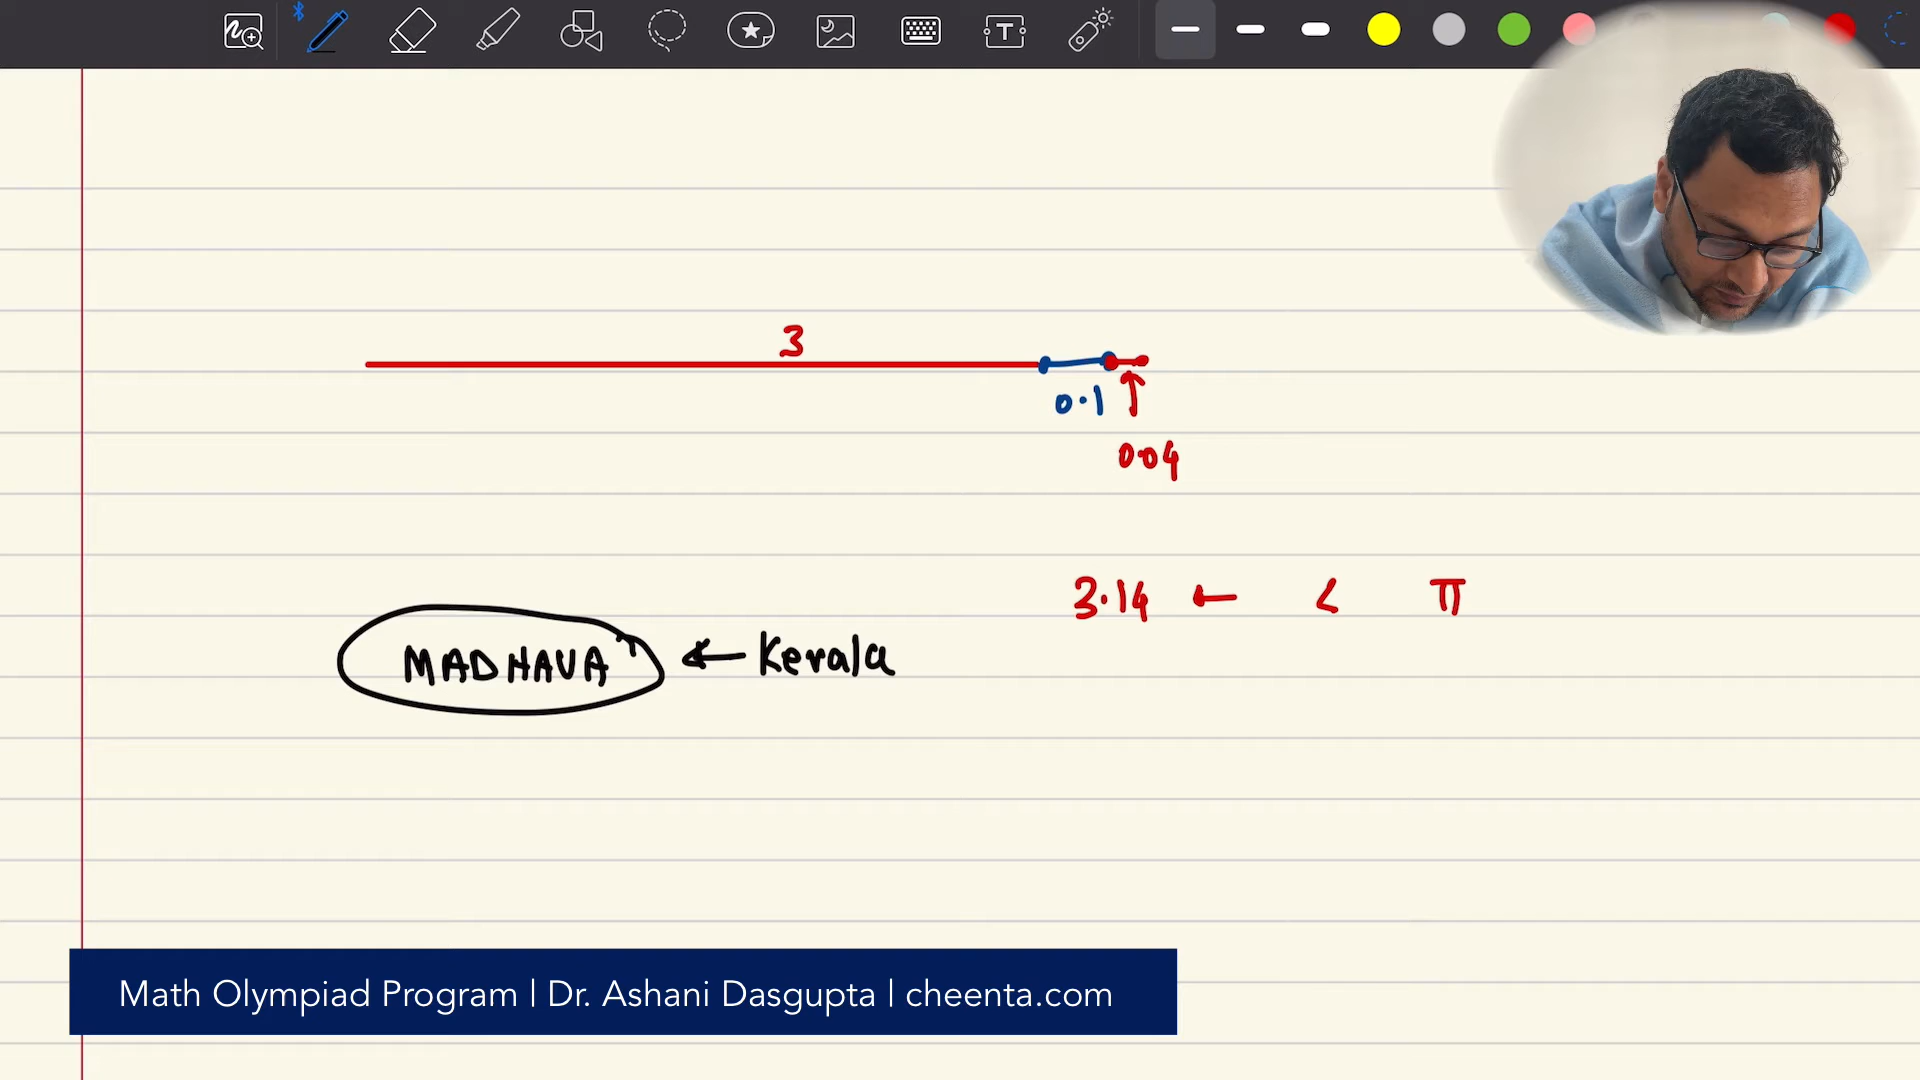 3
0.1
0.04
3.14 ← < π
MADHAVA ← Kerala
Math Olympiad Program | Dr. Ashani Dasgupta | cheenta.com